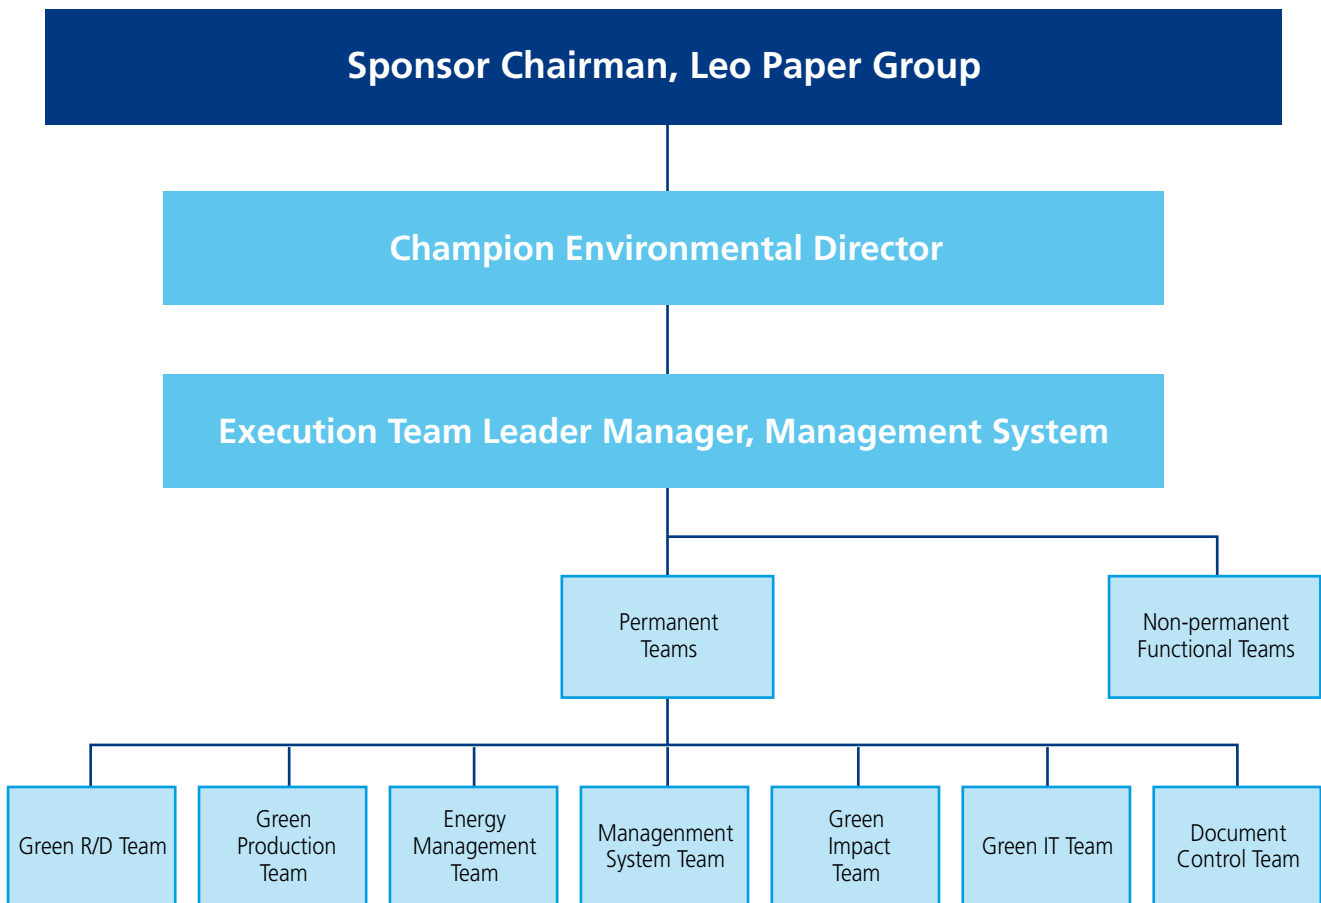 Sponsor Chairman, Leo Paper Group
Champion Environmental Director
Execution Team Leader Manager, Management System
Permanent
Teams
Non-permanent
Functional Teams
Green R/D Team
Green
Production
Team
Energy
Management
Team
Managenment
System Team
Green
Impact
Team
Green IT Team
Document
Control Team